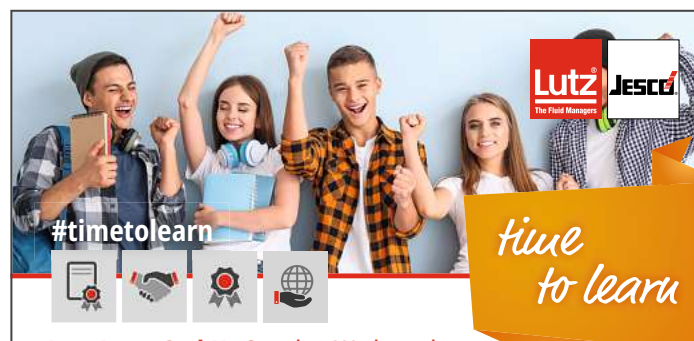 Lutz
The Fluid Managers
JESCO
#timetolearn
time
to learn